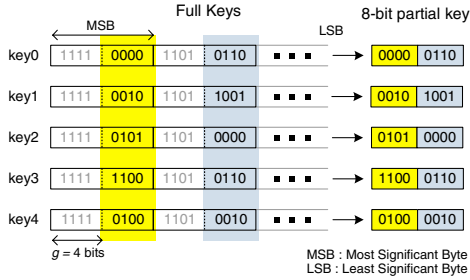 Full Keys
8-bit partial key
MSB
LSB
key0 1111 0000 1101 0110 0000 0110
key1 1111 0010 1101 1001 0010 1001
key2 1111 0101 1101 0000 0101 0000
key3 1111 1100 1101 0110 1100 0110
key4 1111 0100 1101 0010 0100 0010
g = 4 bits
MSB : Most Significant Byte
LSB : Least Significant Byte